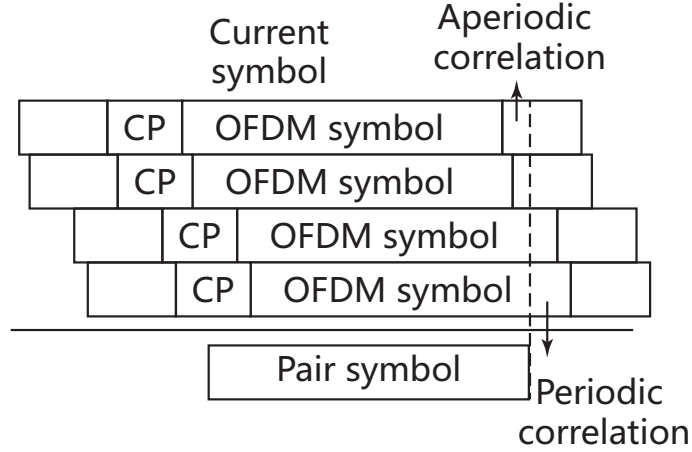 Current
symbol
Aperiodic
correlation
CP OFDM symbol
CP OFDM symbol
CP OFDM symbol
CP OFDM symbol
Pair symbol
Periodic
correlation